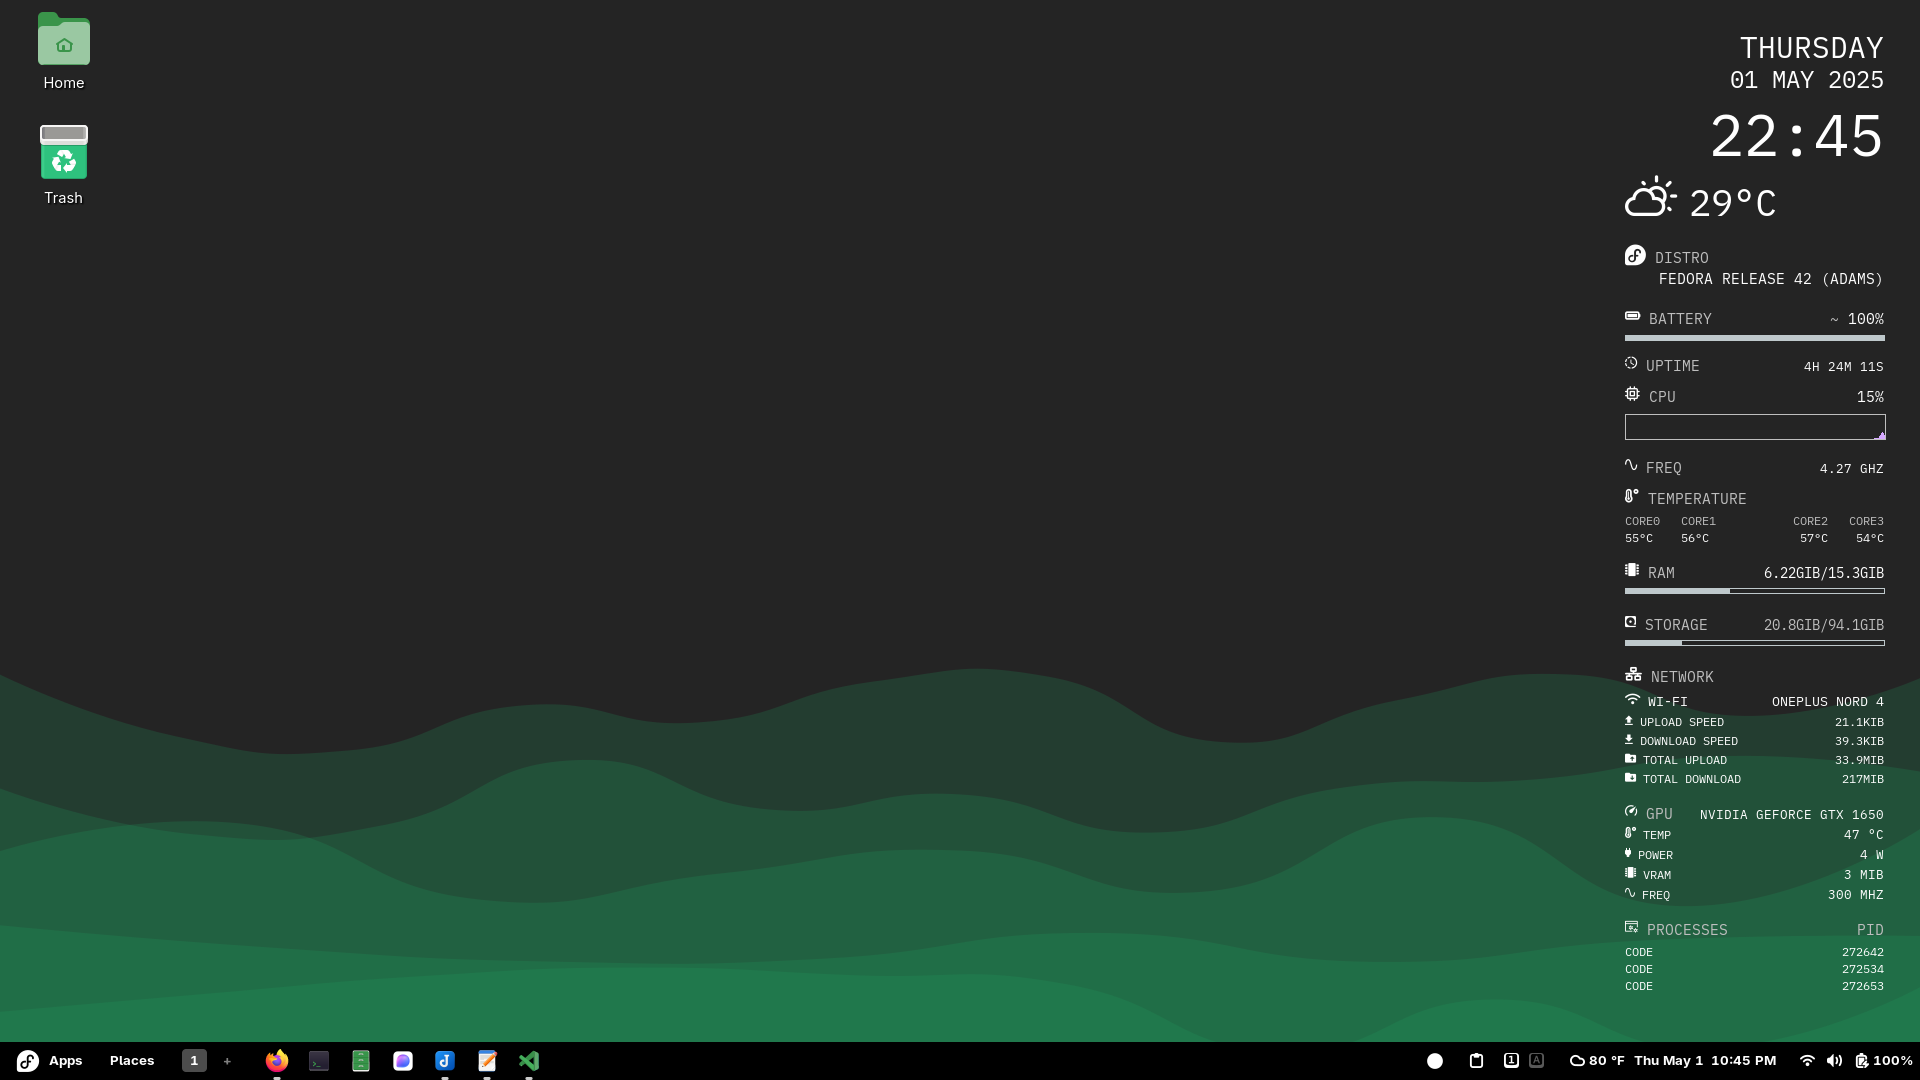 Home
Trash
THURSDAY
01 MAY 2025
22:45
29°C
DISTRO
FEDORA RELEASE 42 (ADAMS)
BATTERY ~ 100%
UPTIME 4H 24M 11S
CPU 15%
FREQ 4.27 GHZ
TEMPERATURE
CORE0 CORE1 CORE2 CORE3
55°C 56°C 57°C 54°C
RAM 6.22GIB/15.3GIB
STORAGE 20.8GIB/94.1GIB
NETWORK
WI-FI ONEPLUS NORD 4
UPLOAD SPEED 21.1KIB
DOWNLOAD SPEED 39.3KIB
TOTAL UPLOAD 33.9MIB
TOTAL DOWNLOAD 217MIB
GPU NVIDIA GEFORCE GTX 1650
TEMP 47 °C
POWER 4 W
VRAM 3 MIB
FREQ 300 MHZ
PROCESSES PID
CODE 272642
CODE 272534
CODE 272653
Apps Places 1 + 1 A 80 °F Thu May 1 10:45 PM 100%